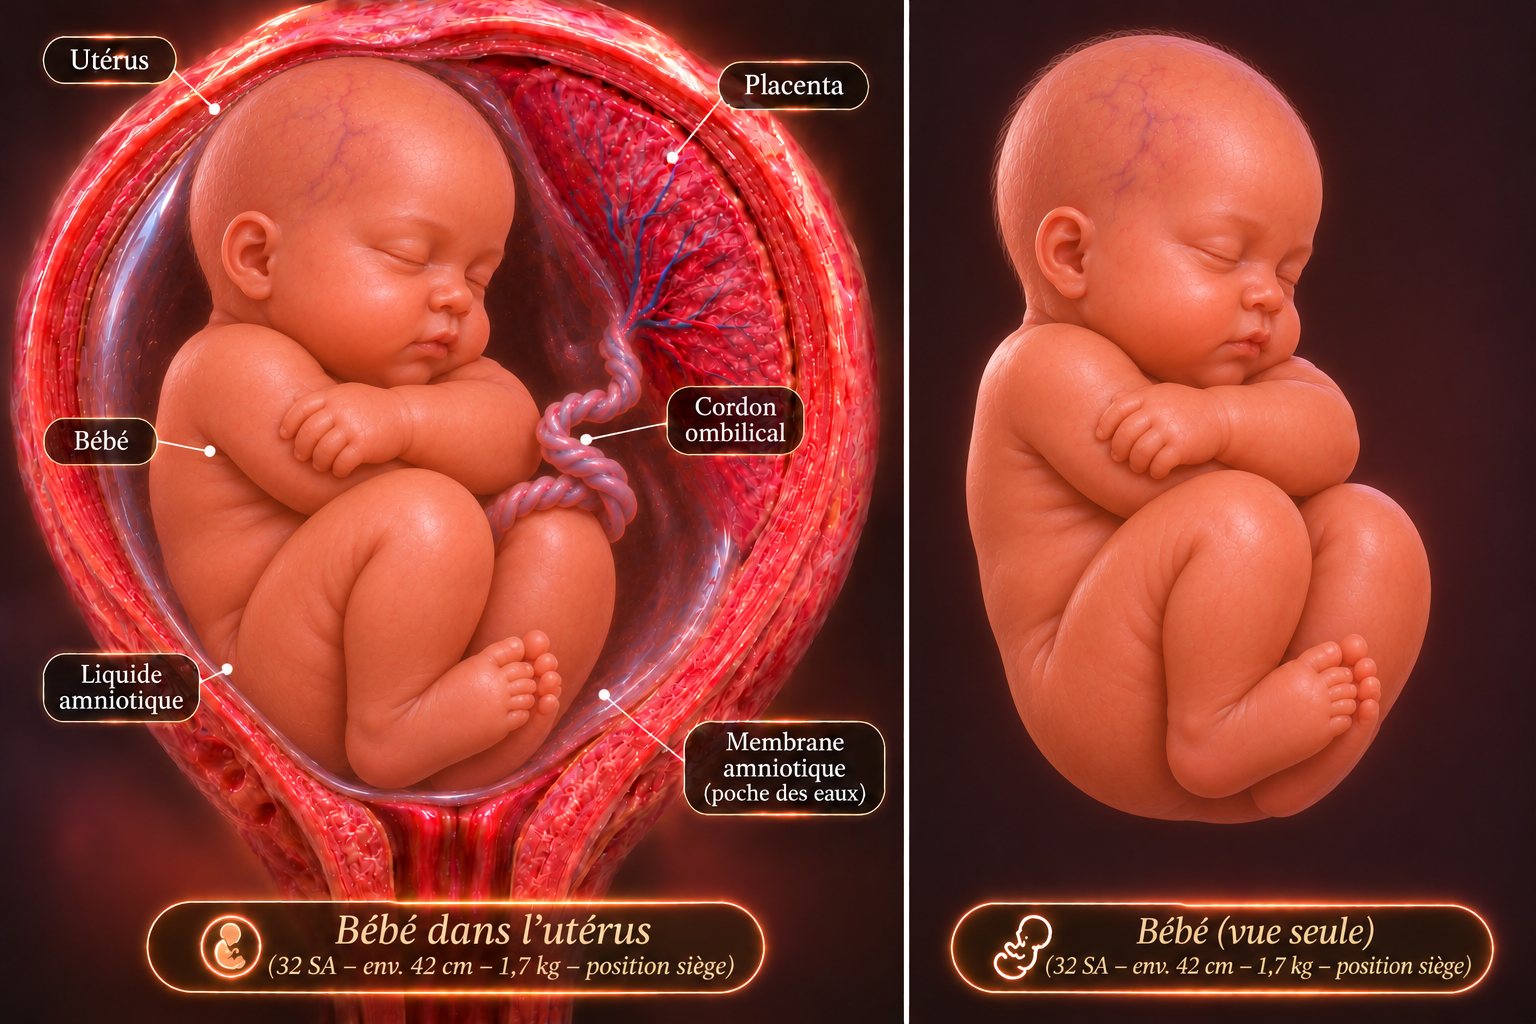 Utérus
Placenta
Cordon
ombilical
Bébé
Liquide
amniotique
Membrane
amniotique
(poche des eaux)
Bébé dans l'utérus
(32 SA – env. 42 cm – 1,7 kg – position siège)
Bébé (vue seule)
(32 SA – env. 42 cm – 1,7 kg – position siège)